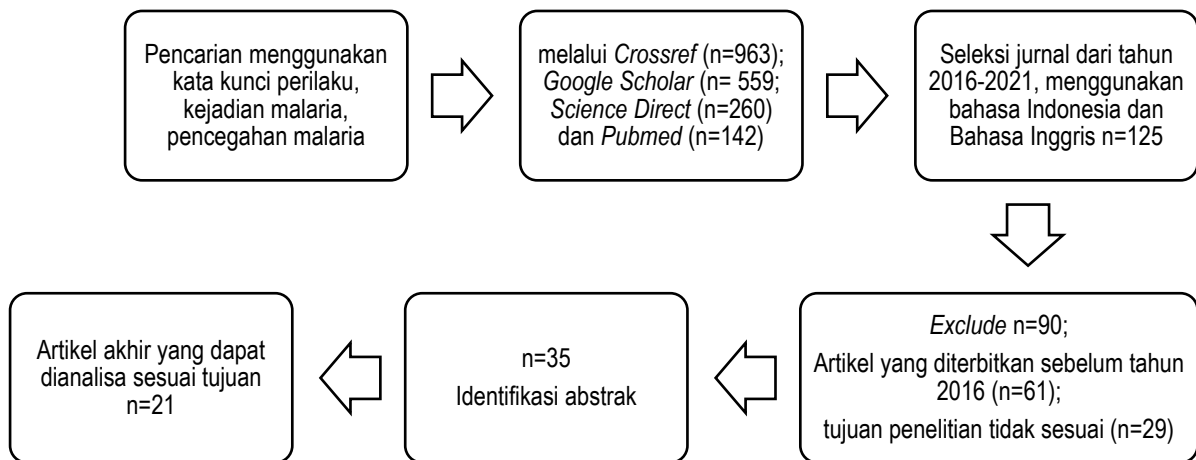 Pencarian menggunakan
kata kunci perilaku,
kejadian malaria,
pencegahan malaria
melalui Crossref (n=963);
Google Scholar (n= 559;
Science Direct (n=260)
dan Pubmed (n=142)
Seleksi jurnal dari tahun
2016-2021, menggunakan
bahasa Indonesia dan
Bahasa Inggris n=125
Exclude n=90;
Artikel yang diterbitkan sebelum tahun
2016 (n=61);
tujuan penelitian tidak sesuai (n=29)
n=35
Identifikasi abstrak
Artikel akhir yang dapat
dianalisa sesuai tujuan
n=21